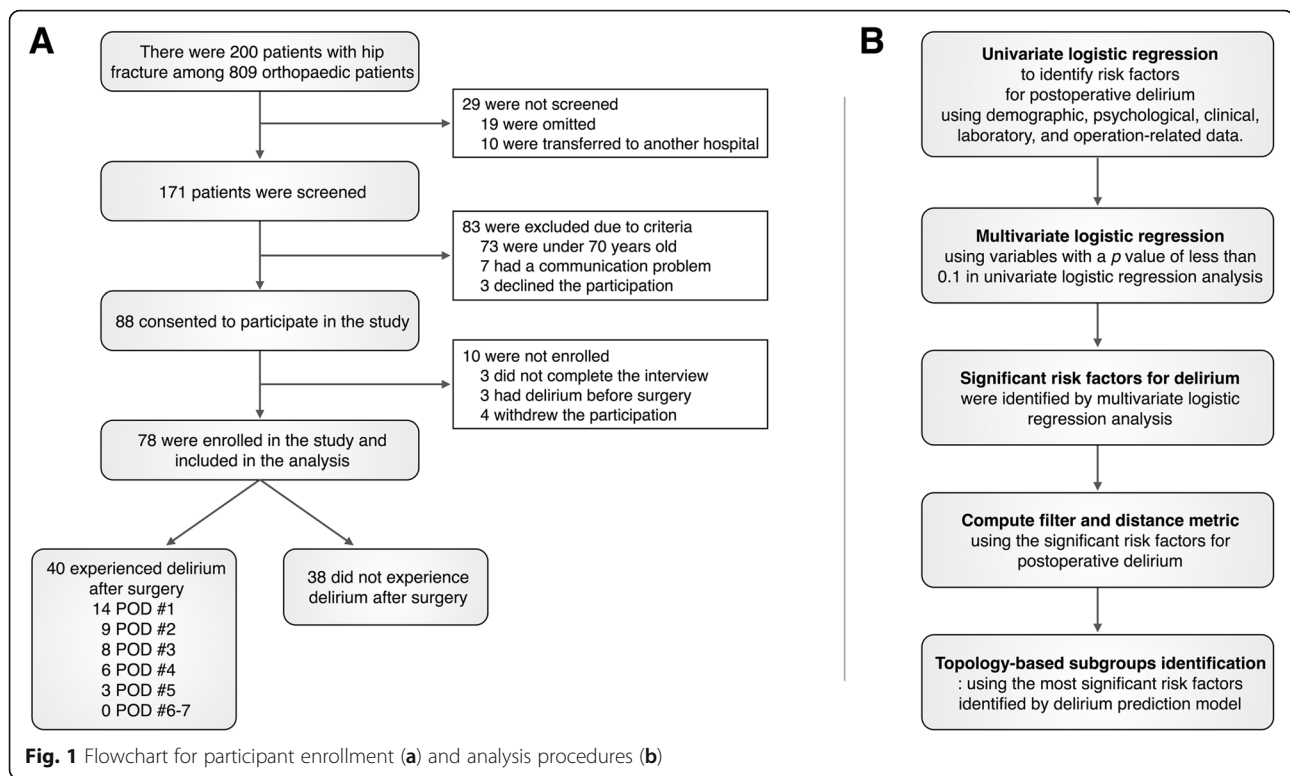 A
There were 200 patients with hip
fracture among 809 orthopaedic patients
29 were not screened
19 were omitted
10 were transferred to another hospital
171 patients were screened
83 were excluded due to criteria
73 were under 70 years old
7 had a communication problem
3 declined the participation
88 consented to participate in the study
10 were not enrolled
3 did not complete the interview
3 had delirium before surgery
4 withdrew the participation
78 were enrolled in the study and
included in the analysis
40 experienced delirium
after surgery
14 POD #1
9 POD #2
8 POD #3
6 POD #4
3 POD #5
0 POD #6-7
38 did not experience
delirium after surgery
B
Univariate logistic regression
to identify risk factors
for postoperative delirium
using demographic, psychological, clinical,
laboratory, and operation-related data.
Multivariate logistic regression
using variables with a p value of less than
0.1 in univariate logistic regression analysis
Significant risk factors for delirium
were identified by multivariate logistic
regression analysis
Compute filter and distance metric
using the significant risk factors for
postoperative delirium
Topology-based subgroups identification
: using the most significant risk factors
identified by delirium prediction model
Fig. 1 Flowchart for participant enrollment (a) and analysis procedures (b)